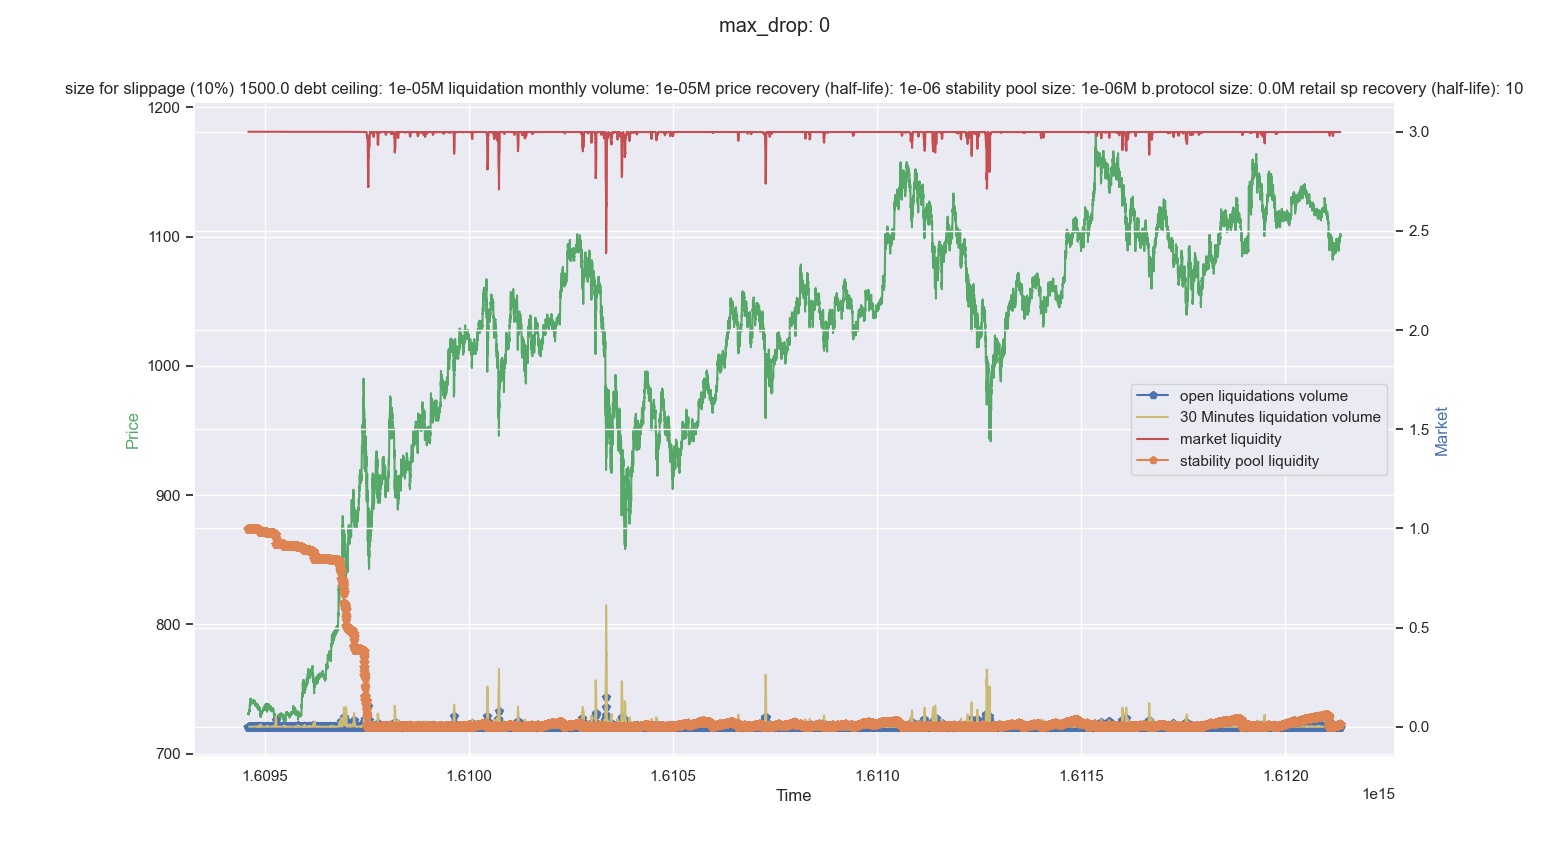 max_drop: 0
size for slippage (10%) 1500.0 debt ceiling: 1e-05M liquidation monthly volume: 1e-05M price recovery (half-life): 1e-06 stability pool size: 1e-06M b.protocol size: 0.0M retail sp recovery (half-life): 10
1200
1100
1000
900
800
700
Price
3.0
2.5
2.0
1.5
1.0
0.5
0.0
Market
open liquidations volume
30 Minutes liquidation volume
market liquidity
stability pool liquidity
1.6095 1.6100 1.6105 1.6110 1.6115 1.6120
Time
1e15